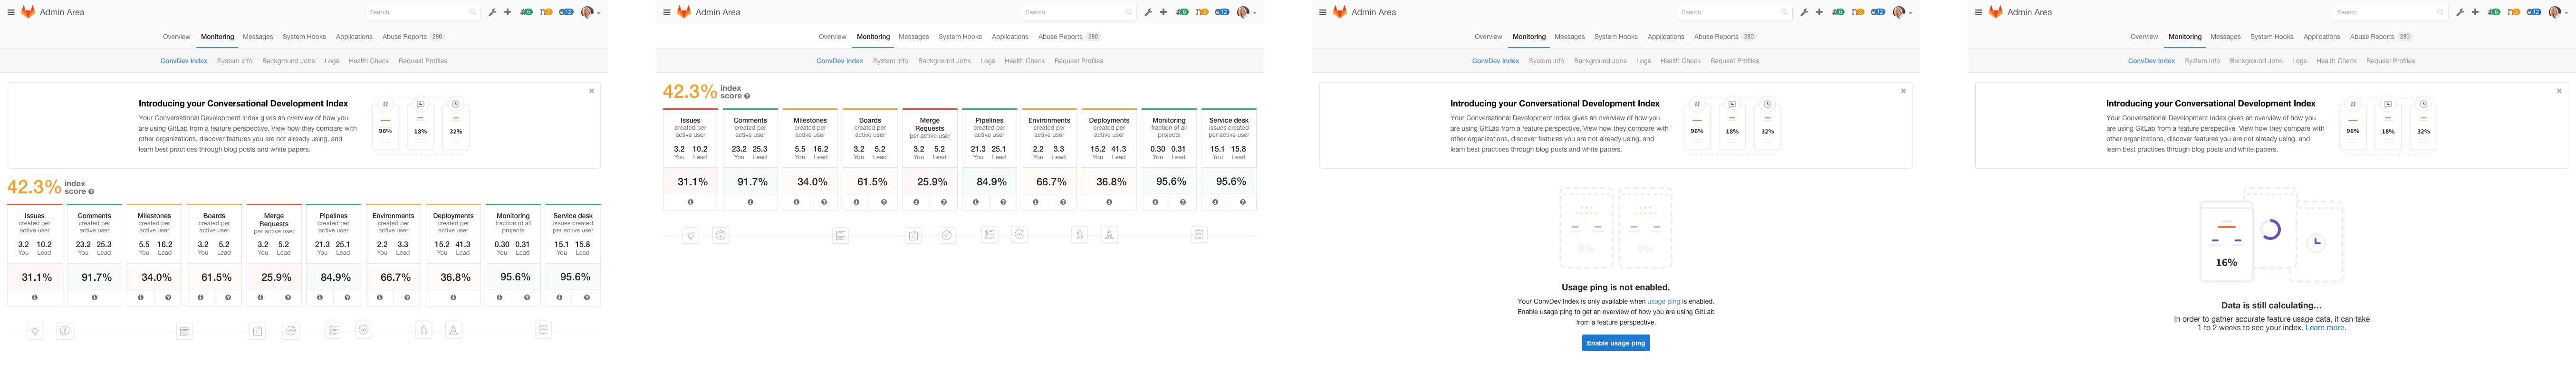 Admin Area
Search
6
3
12
Overview Monitoring Messages System Hooks Applications Abuse Reports 280
ConvDev Index System Info Background Jobs Logs Health Check Request Profiles
Introducing your Conversational Development Index
Your Conversational Development Index gives an overview of how you
are using GitLab from a feature perspective. View how they compare with
other organizations, discover features you are not already using, and
learn best practices through blog posts and white papers.
96% 18% 32%
42.3% index score
Issues
created per
active user
3.2 10.2
You Lead
31.1%
Comments
created per
active user
23.2 25.3
You Lead
91.7%
Milestones
created per
active user
5.5 16.2
You Lead
34.0%
Boards
created per
active user
3.2 5.2
You Lead
61.5%
Merge
Requests
per active user
3.2 5.2
You Lead
25.9%
Pipelines
created per
active user
21.3 25.1
You Lead
84.9%
Environments
created per
active user
2.2 3.3
You Lead
66.7%
Deployments
created per
active user
15.2 41.3
You Lead
36.8%
Monitoring
fraction of all
projects
0.30 0.31
You Lead
95.6%
Service desk
issues created
per active user
15.1 15.8
You Lead
95.6%
Admin Area
Search
6
3
12
Overview Monitoring Messages System Hooks Applications Abuse Reports 280
ConvDev Index System Info Background Jobs Logs Health Check Request Profiles
42.3% index score
Issues
created per
active user
3.2 10.2
You Lead
31.1%
Comments
created per
active user
23.2 25.3
You Lead
91.7%
Milestones
created per
active user
5.5 16.2
You Lead
34.0%
Boards
created per
active user
3.2 5.2
You Lead
61.5%
Merge
Requests
per active user
3.2 5.2
You Lead
25.9%
Pipelines
created per
active user
21.3 25.1
You Lead
84.9%
Environments
created per
active user
2.2 3.3
You Lead
66.7%
Deployments
created per
active user
15.2 41.3
You Lead
36.8%
Monitoring
fraction of all
projects
0.30 0.31
You Lead
95.6%
Service desk
issues created
per active user
15.1 15.8
You Lead
95.6%
Admin Area
Search
6
3
12
Overview Monitoring Messages System Hooks Applications Abuse Reports 280
ConvDev Index System Info Background Jobs Logs Health Check Request Profiles
Introducing your Conversational Development Index
Your Conversational Development Index gives an overview of how you
are using GitLab from a feature perspective. View how they compare with
other organizations, discover features you are not already using, and
learn best practices through blog posts and white papers.
96% 18% 32%
0% 0%
Usage ping is not enabled.
Your ConvDev Index is only available when usage ping is enabled.
Enable usage ping to get an overview of how you are using GitLab
from a feature perspective.
Enable usage ping
Admin Area
Search
6
3
12
Overview Monitoring Messages System Hooks Applications Abuse Reports 280
ConvDev Index System Info Background Jobs Logs Health Check Request Profiles
Introducing your Conversational Development Index
Your Conversational Development Index gives an overview of how you
are using GitLab from a feature perspective. View how they compare with
other organizations, discover features you are not already using, and
learn best practices through blog posts and white papers.
96% 18% 32%
16%
Data is still calculating...
In order to gather accurate feature usage data, it can take
1 to 2 weeks to see your index. Learn more.